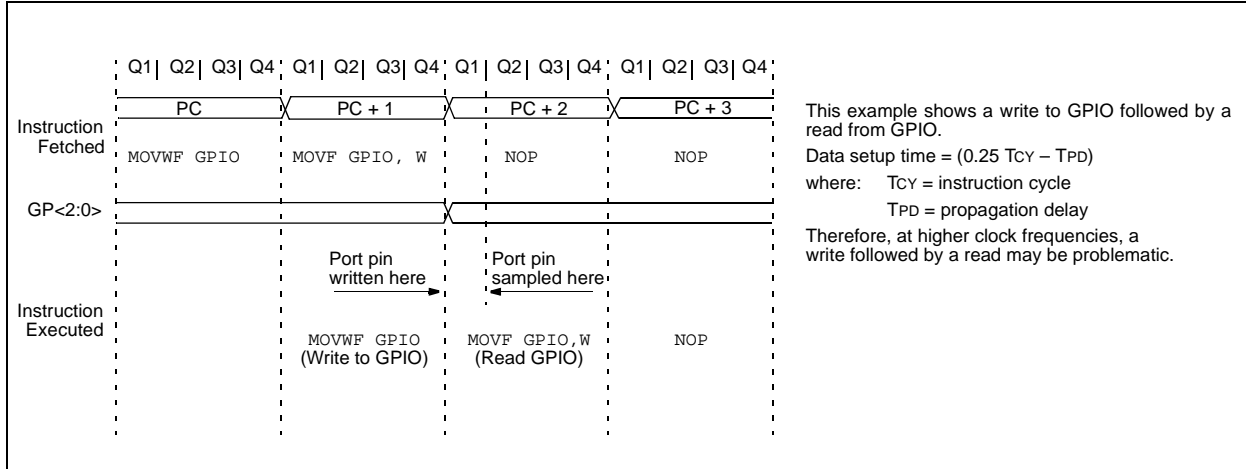 Q1| Q2| Q3| Q4 Q1| Q2| Q3| Q4 Q1| Q2| Q3| Q4 Q1| Q2| Q3| Q4
PC PC + 1 PC + 2 PC + 3
Instruction
Fetched
MOVWF GPIO MOVF GPIO, W NOP NOP
GP<2:0>
Port pin
written here
Port pin
sampled here
Instruction
Executed
MOVWF GPIO MOVF GPIO,W NOP
(Write to GPIO) (Read GPIO)
This example shows a write to GPIO followed by a
read from GPIO.
Data setup time = (0.25 TCY – TPD)
where: TCY = instruction cycle
TPD = propagation delay
Therefore, at higher clock frequencies, a
write followed by a read may be problematic.